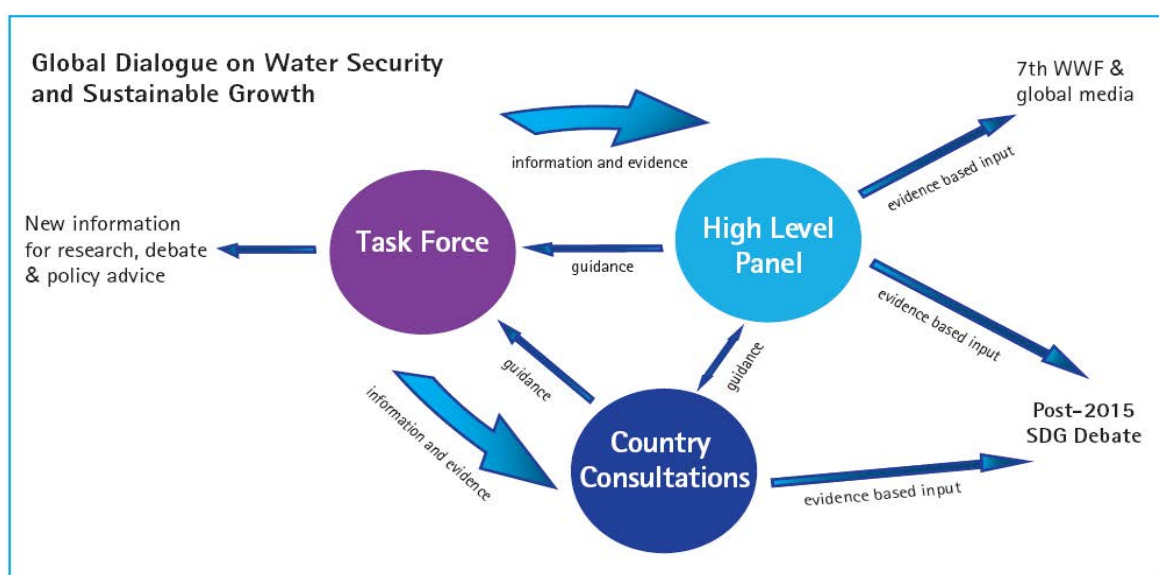 Global Dialogue on Water Security
and Sustainable Growth
7th WWF &
global media
information and evidence
evidence based input
New information
for research, debate
& policy advice
Task Force
guidance
High Level
Panel
evidence based input
guidance
guidance
information and evidence
Country
Consultations
Post-2015
SDG Debate
evidence based input